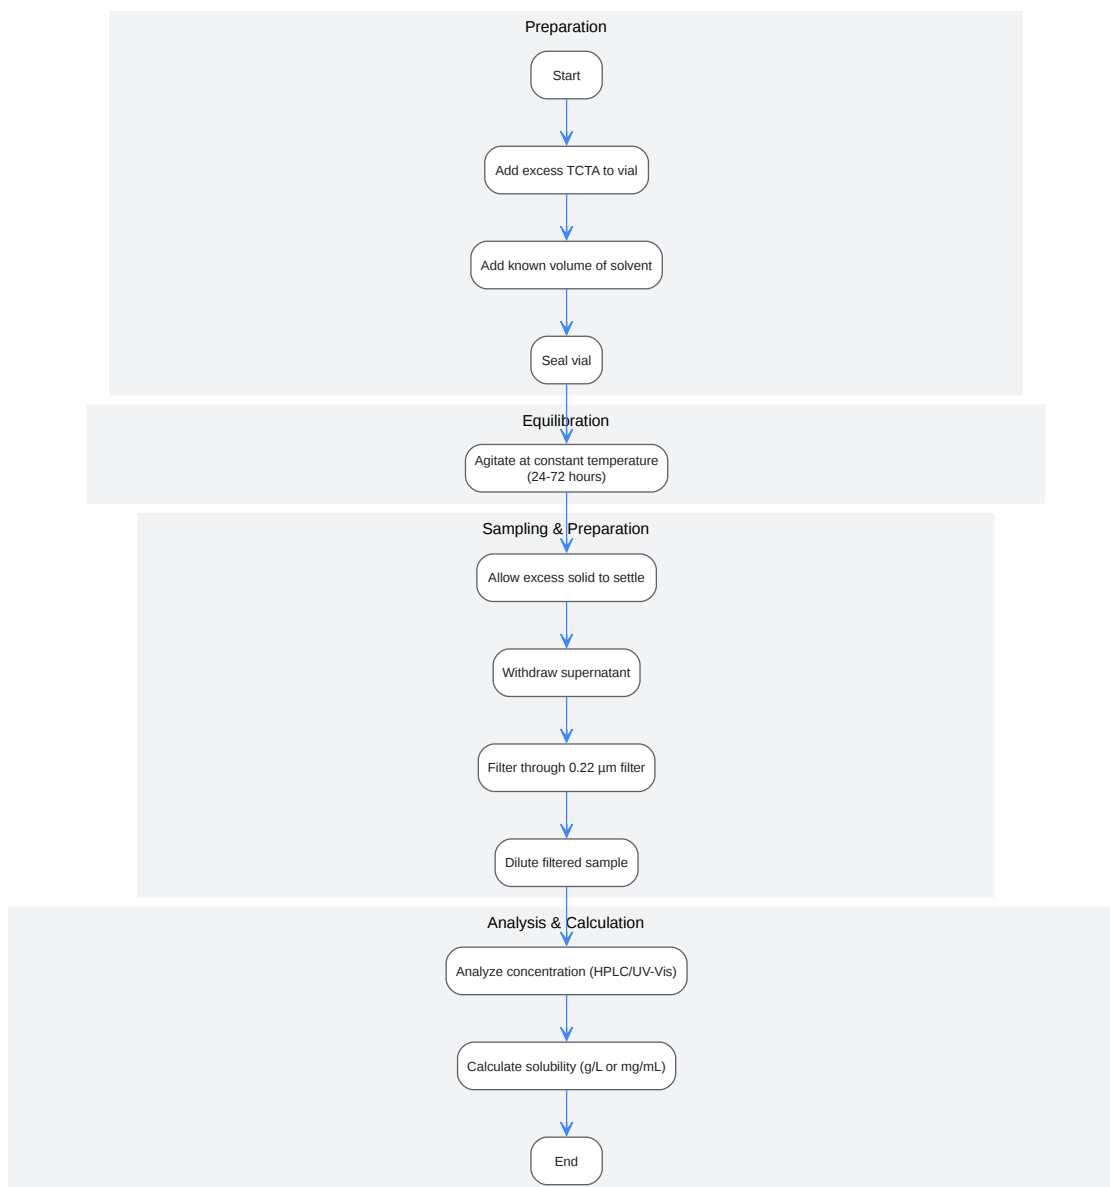 Preparation
Start
Add excess TCTA to vial
Add known volume of solvent
Seal vial
Equilibration
Agitate at constant temperature
(24-72 hours)
Sampling & Preparation
Allow excess solid to settle
Withdraw supernatant
Filter through 0.22 µm filter
Dilute filtered sample
Analysis & Calculation
Analyze concentration (HPLC/UV-Vis)
Calculate solubility (g/L or mg/mL)
End